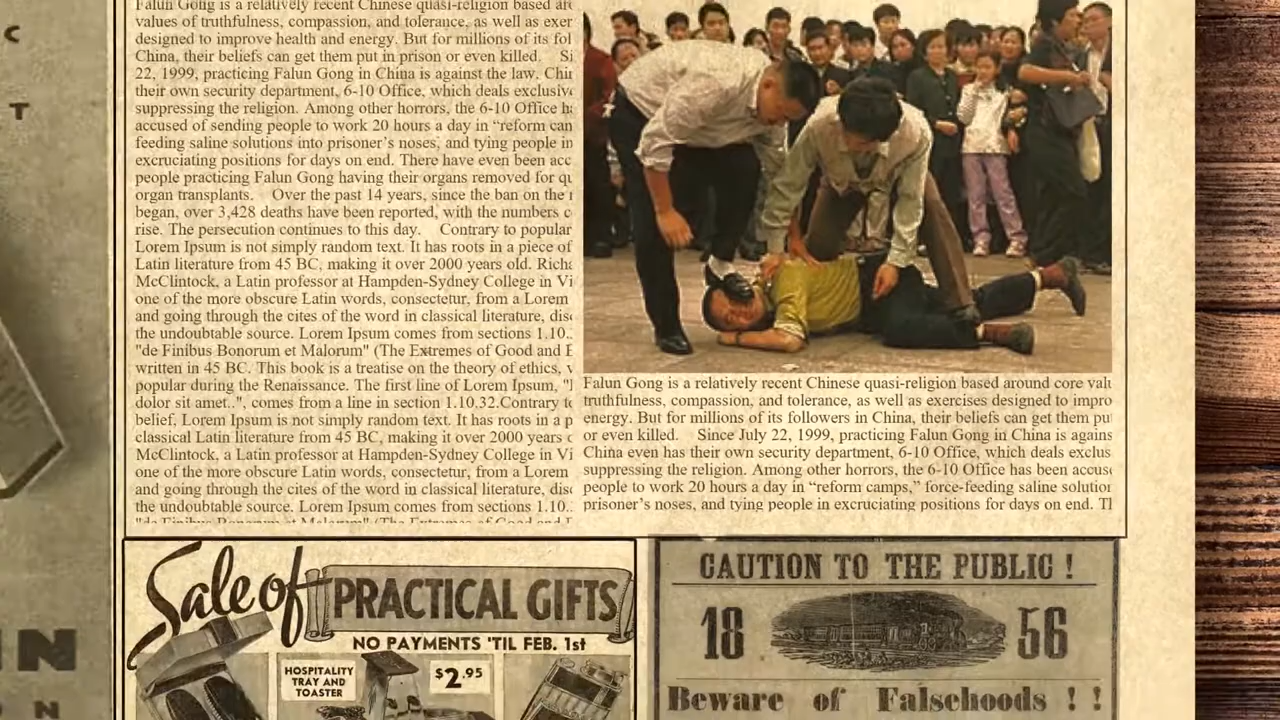 C
T
IN
O N
Falun Gong is a relatively recent Chinese quasi-religion based
values of truthfulness, compassion, and tolerance, as well as exer
designed to improve health and energy. But for millions of its fol
China, their beliefs can get them put in prison or even killed. Si
22, 1999, practicing Falun Gong in China is against the law. Chi
their own security department, 6-10 Office, which deals exclusive
suppressing the religion. Among other horrors, the 6-10 Office h
accused of sending people to work 20 hours a day in “reform can
feeding saline solutions into prisoner's noses, and tying people in
excruciating positions for days on end. There have even been acc
people practicing Falun Gong having their organs removed for
organ transplants. Over the past 14 years, since the ban on the
began, over 3,428 deaths have been reported, with the numbers
rise. The persecution continues to this day. Contrary to popular
Lorem Ipsum is not simply random text. It has roots in a piece of
Latin literature from 45 BC, making it over 2000 years old. Richa
McClintock, a Latin professor at Hampden-Sydney College in Vi
one of the more obscure Latin words, consectetur, from a Lorem
and going through the cites of the word in classical literature, disc
the undoubtable source. Lorem Ipsum comes from sections 1.10..
"de Finibus Bonorum et Malorum" (The Extremes of Good and E
written in 45 BC. This book is a treatise on the theory of ethics, v
popular during the Renaissance. The first line of Lorem Ipsum, "l
dolor sit amet..", comes from a line in section 1.10.32.Contrary to
belief, Lorem Ipsum is not simply random text. It has roots in a p
classical Latin literature from 45 BC, making it over 2000 years
McClintock, a Latin professor at Hampden-Sydney College in Vi
one of the more obscure Latin words, consectetur, from a Lorem
and going through the cites of the word in classical literature, disc
the undoubtable source. Lorem Ipsum comes from sections 1.10..
"de Finibus Bonorum et Malorum" (The Extremes of Good and E
Falun Gong is a relatively recent Chinese quasi-religion based around core valu
truthfulness, compassion, and tolerance, as well as exercises designed to impro
energy. But for millions of its followers in China, their beliefs can get them put
or even killed. Since July 22, 1999, practicing Falun Gong in China is agains
China even has their own security department, 6-10 Office, which deals exclus
suppressing the religion. Among other horrors, the 6-10 Office has been accuse
people to work 20 hours a day in “reform camps,” force-feeding saline solution
prisoner's noses, and tying people in excruciating positions for days on end. Tl
Sale of PRACTICAL GIFTS
NO PAYMENTS 'TIL FEB. 1st
HOSPITALITY
TRAY AND
TOASTER
$2.95
CAUTION TO THE PUBLIC !
18 56
Beware of Falsehoods ! !